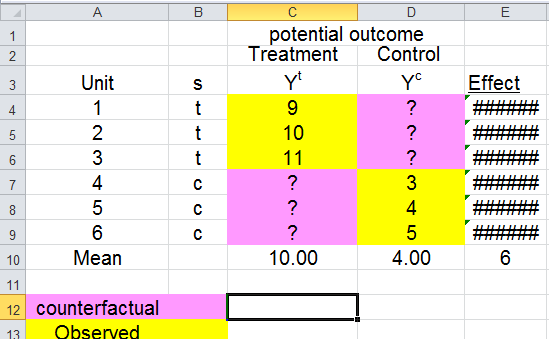 A B C D E
1 potential outcome
2 Treatment Control
3 Unit s Yᵗ Yᶜ Effect
4 1 t 9 ? ######
5 2 t 10 ? ######
6 3 t 11 ? ######
7 4 c ? 3 ######
8 5 c ? 4 ######
9 6 c ? 5 ######
10 Mean 10.00 4.00 6
11
12 counterfactual
13 Observed